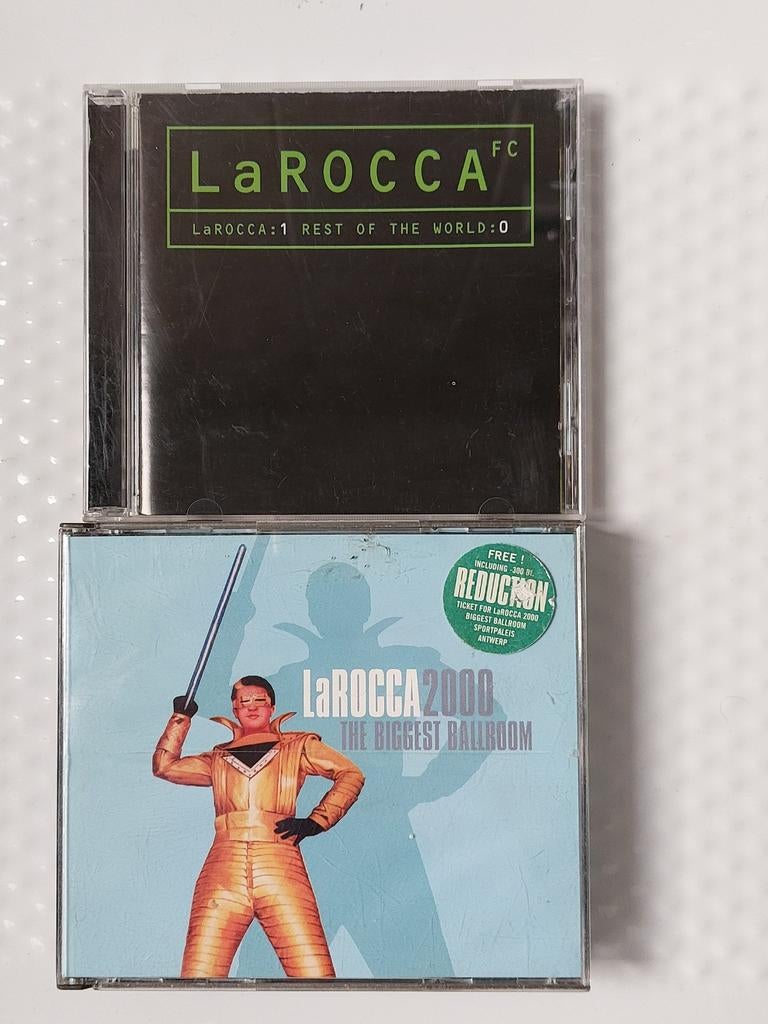 LaROCCA FC
LaROCCA:1 REST OF THE WORLD:0
FREE !
INCLUDING -300 BF.
REDUCTION
TICKET FOR LaROCCA 2000
BIGGEST BALLROOM
SPORTPALEIS
ANTWERP
LaROCCA2000
THE BIGGEST BALLROOM